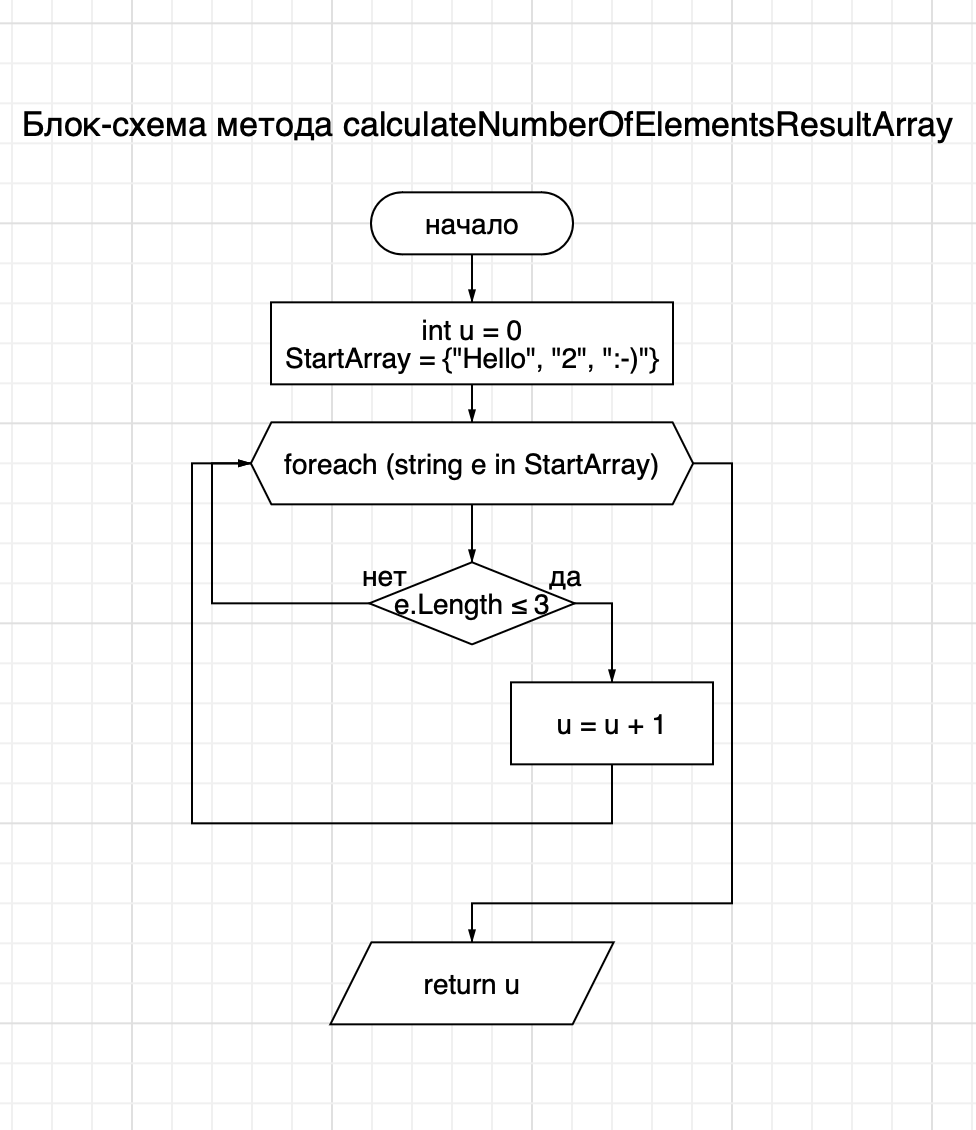 Блок-схема метода calculateNumberOfElementsResultArray
начало
int u = 0
StartArray = {"Hello", "2", ":-)"}
foreach (string e in StartArray)
нет
да
e.Length ≤ 3
u = u + 1
return u